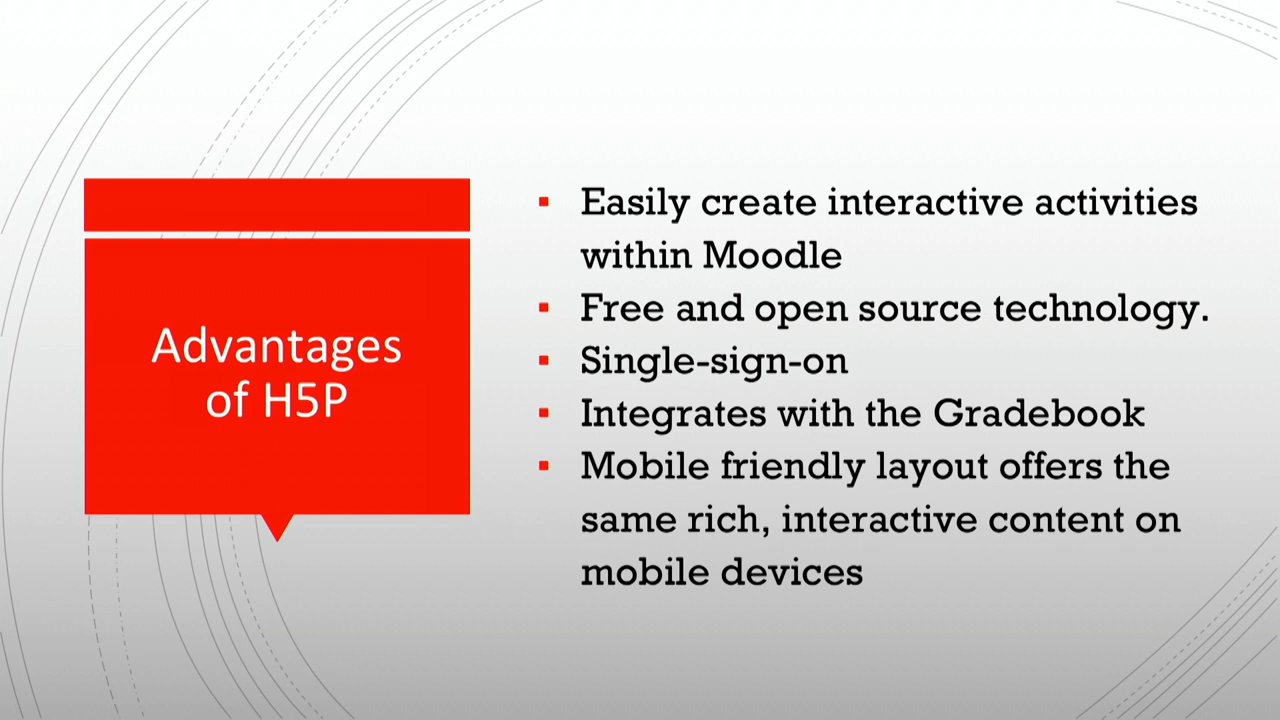 Advantages
of H5P
Easily create interactive activities
within Moodle
Free and open source technology.
Single-sign-on
Integrates with the Gradebook
Mobile friendly layout offers the
same rich, interactive content on
mobile devices